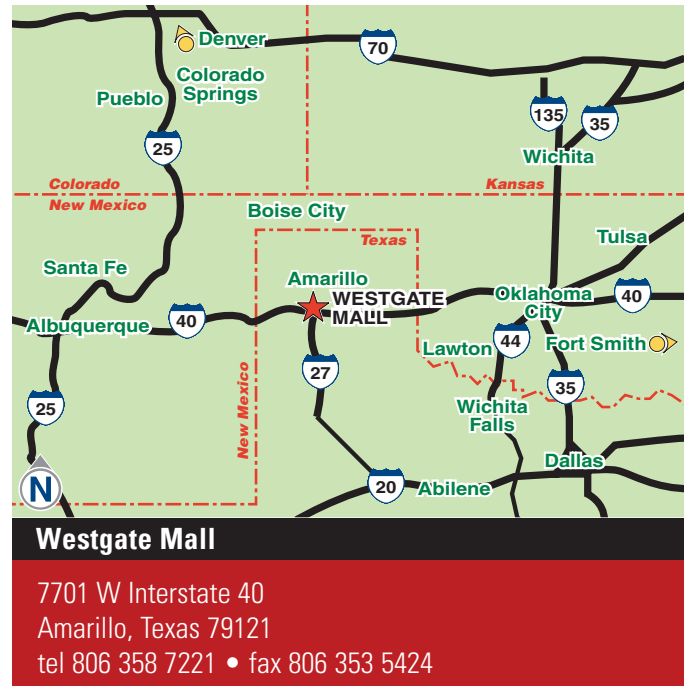 Denver
70
Colorado
Springs
Pueblo
135
35
25
Wichita
Colorado
Kansas
New Mexico
Boise City
Texas
Tulsa
Santa Fe
Amarillo
WESTGATE
MALL
Oklahoma
City
40
Albuquerque
40
44
Fort Smith
Lawton
27
35
25
New Mexico
Wichita
Falls
Dallas
N
20
Abilene
Westgate Mall
7701 W Interstate 40
Amarillo, Texas 79121
tel 806 358 7221 • fax 806 353 5424